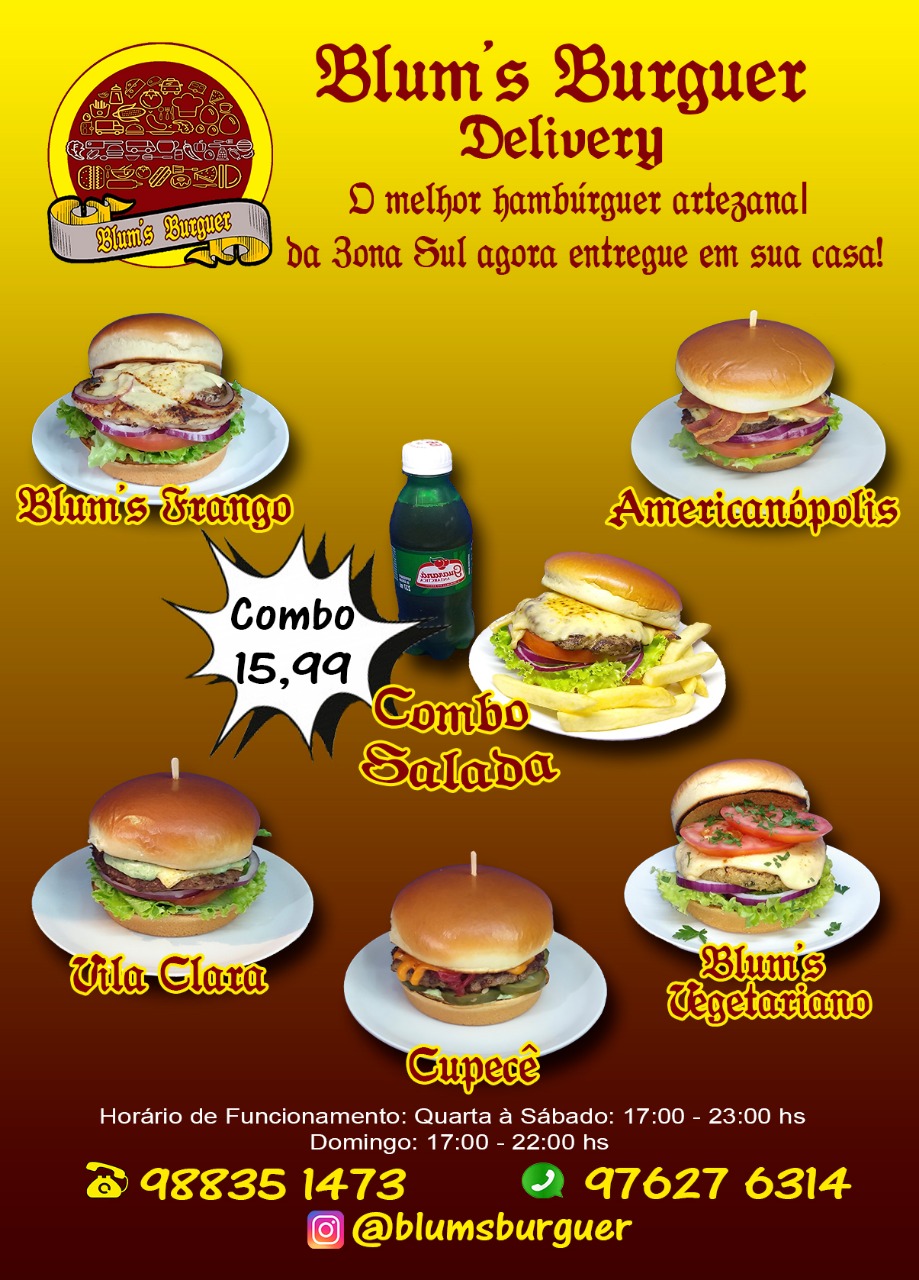 Blum's Burguer
Delivery
O melhor hambúrguer artezanal
da Zona Sul agora entregue em sua casa!
Blum's Burguer
Blum's Frango
Americanópolis
Guaraná
ANTARCTICA
Combo
15,99
Combo
Salada
Vila Clara
Blum's
Vegetariano
Cupecê
Horário de Funcionamento: Quarta à Sábado: 17:00 - 23:00 hs
Domingo: 17:00 - 22:00 hs
98835 1473
97627 6314
@blumsburguer